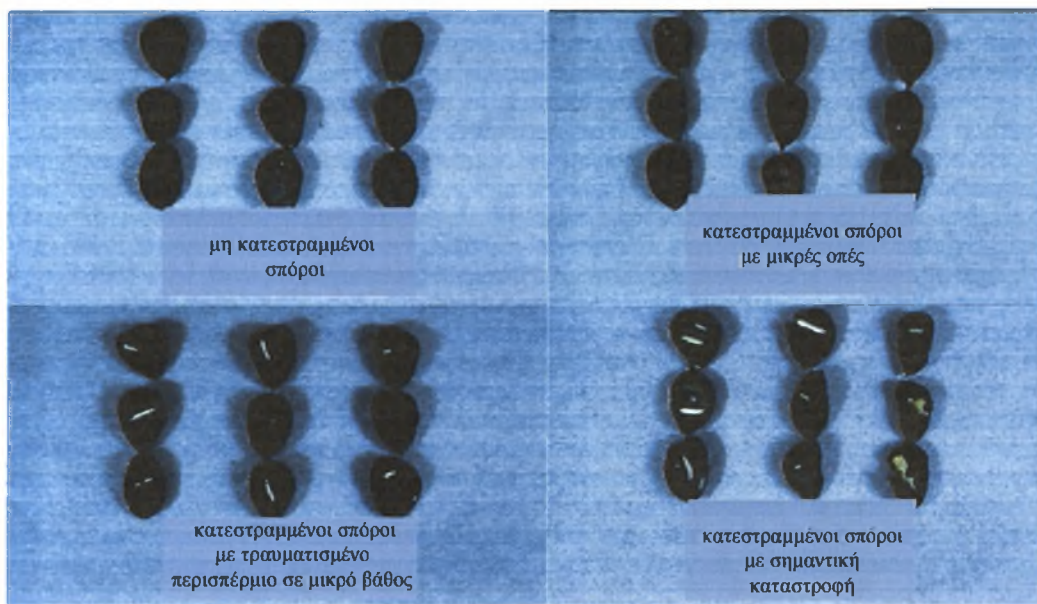 μη κατεστραμμένοι
σπόροι
κατεστραμμένοι σπόροι
με μικρές οπές
κατεστραμμένοι σπόροι
με τραυματισμένο
περισπέρμιο σε μικρό βάθος
κατεστραμμένοι σπόροι
με σημαντική
καταστροφή